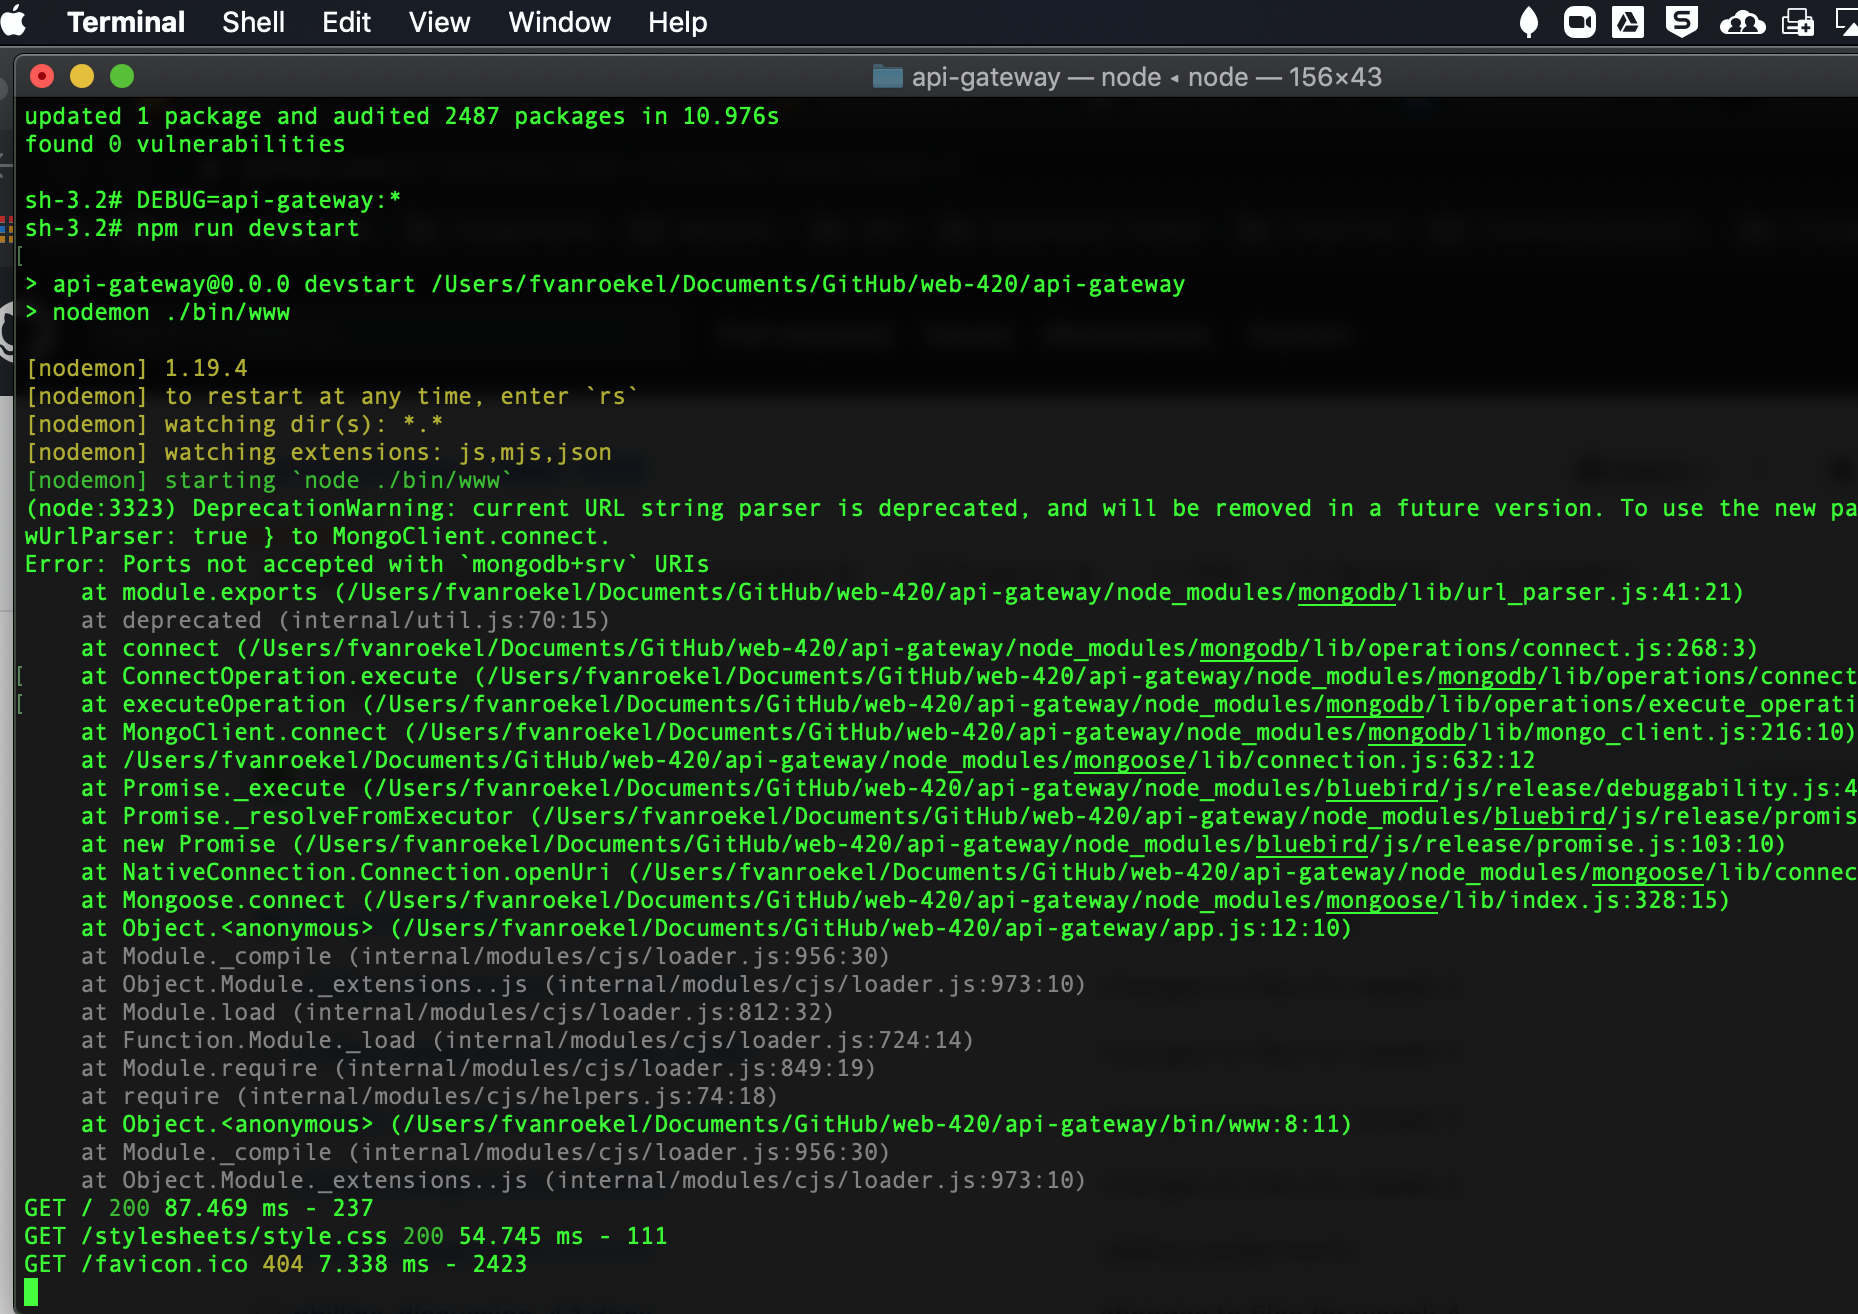 Terminal Shell Edit View Window Help
api-gateway — node ◂ node — 156×43
updated 1 package and audited 2487 packages in 10.976s
found 0 vulnerabilities
sh-3.2# DEBUG=api-gateway:*
sh-3.2# npm run devstart
[
> api-gateway@0.0.0 devstart /Users/fvanroekel/Documents/GitHub/web-420/api-gateway
> nodemon ./bin/www
[nodemon] 1.19.4
[nodemon] to restart at any time, enter `rs`
[nodemon] watching dir(s): *.*
[nodemon] watching extensions: js,mjs,json
[nodemon] starting `node ./bin/www`
(node:3323) DeprecationWarning: current URL string parser is deprecated, and will be removed in a future version. To use the new pa
wUrlParser: true } to MongoClient.connect.
Error: Ports not accepted with `mongodb+srv` URIs
at module.exports (/Users/fvanroekel/Documents/GitHub/web-420/api-gateway/node_modules/mongodb/lib/url_parser.js:41:21)
at deprecated (internal/util.js:70:15)
at connect (/Users/fvanroekel/Documents/GitHub/web-420/api-gateway/node_modules/mongodb/lib/operations/connect.js:268:3)
[ at ConnectOperation.execute (/Users/fvanroekel/Documents/GitHub/web-420/api-gateway/node_modules/mongodb/lib/operations/connect
[ at executeOperation (/Users/fvanroekel/Documents/GitHub/web-420/api-gateway/node_modules/mongodb/lib/operations/execute_operati
at MongoClient.connect (/Users/fvanroekel/Documents/GitHub/web-420/api-gateway/node_modules/mongodb/lib/mongo_client.js:216:10)
at /Users/fvanroekel/Documents/GitHub/web-420/api-gateway/node_modules/mongoose/lib/connection.js:632:12
at Promise._execute (/Users/fvanroekel/Documents/GitHub/web-420/api-gateway/node_modules/bluebird/js/release/debuggability.js:4
at Promise._resolveFromExecutor (/Users/fvanroekel/Documents/GitHub/web-420/api-gateway/node_modules/bluebird/js/release/promis
at new Promise (/Users/fvanroekel/Documents/GitHub/web-420/api-gateway/node_modules/bluebird/js/release/promise.js:103:10)
at NativeConnection.Connection.openUri (/Users/fvanroekel/Documents/GitHub/web-420/api-gateway/node_modules/mongoose/lib/connec
at Mongoose.connect (/Users/fvanroekel/Documents/GitHub/web-420/api-gateway/node_modules/mongoose/lib/index.js:328:15)
at Object.<anonymous> (/Users/fvanroekel/Documents/GitHub/web-420/api-gateway/app.js:12:10)
at Module._compile (internal/modules/cjs/loader.js:956:30)
at Object.Module._extensions..js (internal/modules/cjs/loader.js:973:10)
at Module.load (internal/modules/cjs/loader.js:812:32)
at Function.Module._load (internal/modules/cjs/loader.js:724:14)
at Module.require (internal/modules/cjs/loader.js:849:19)
at require (internal/modules/cjs/helpers.js:74:18)
at Object.<anonymous> (/Users/fvanroekel/Documents/GitHub/web-420/api-gateway/bin/www:8:11)
at Module._compile (internal/modules/cjs/loader.js:956:30)
at Object.Module._extensions..js (internal/modules/cjs/loader.js:973:10)
GET / 200 87.469 ms - 237
GET /stylesheets/style.css 200 54.745 ms - 111
GET /favicon.ico 404 7.338 ms - 2423